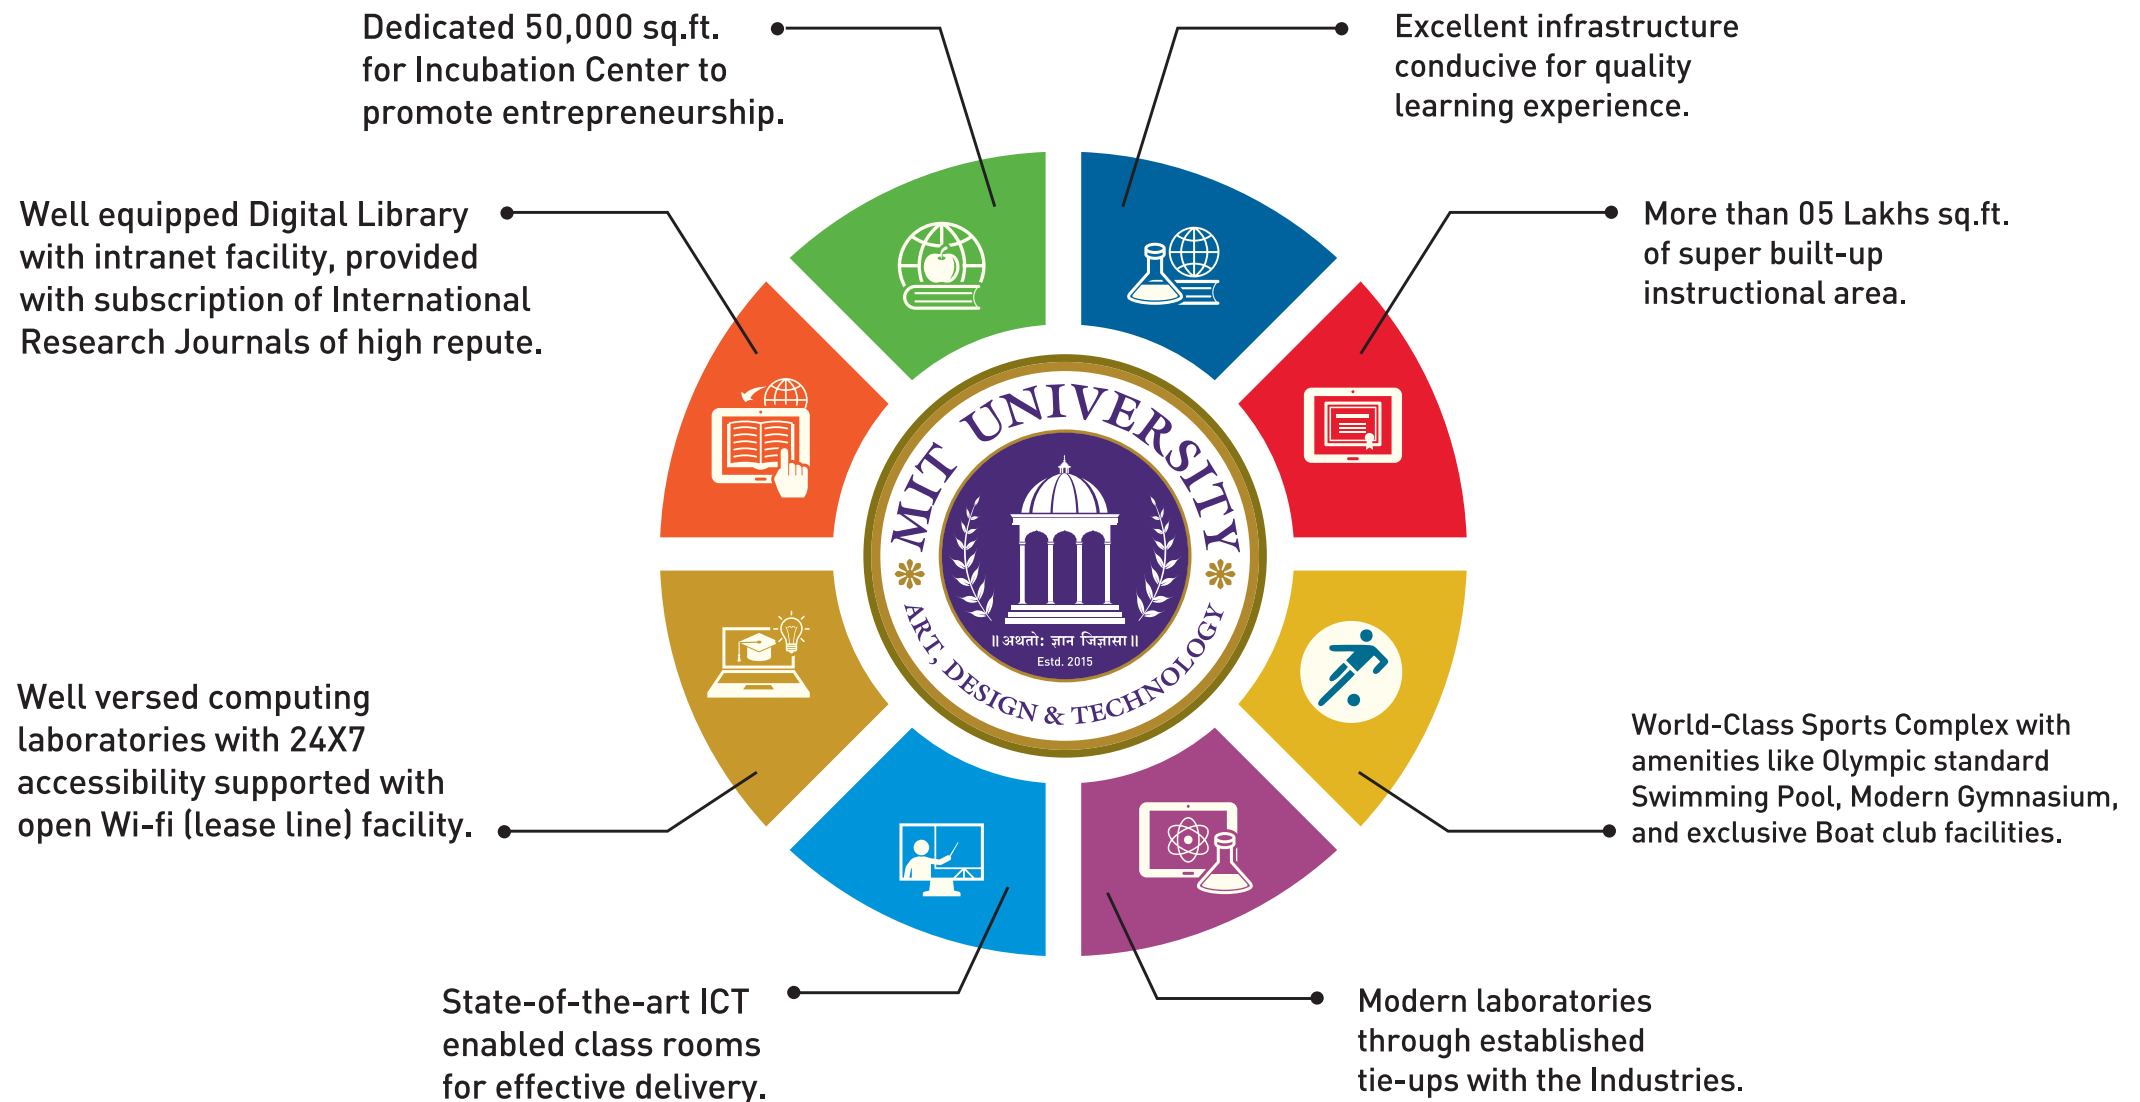 Dedicated 50,000 sq.ft.
for Incubation Center to
promote entrepreneurship.
Excellent infrastructure
conducive for quality
learning experience.
Well equipped Digital Library
with intranet facility, provided
with subscription of International
Research Journals of high repute.
More than 05 Lakhs sq.ft.
of super built-up
instructional area.
MIT UNIVERSITY
॥ अथतो: ज्ञान जिज्ञासा ॥
Estd. 2015
ART, DESIGN & TECHNOLOGY
Well versed computing
laboratories with 24X7
accessibility supported with
open Wi-fi (lease line) facility.
World-Class Sports Complex with
amenities like Olympic standard
Swimming Pool, Modern Gymnasium,
and exclusive Boat club facilities.
State-of-the-art ICT
enabled class rooms
for effective delivery.
Modern laboratories
through established
tie-ups with the Industries.